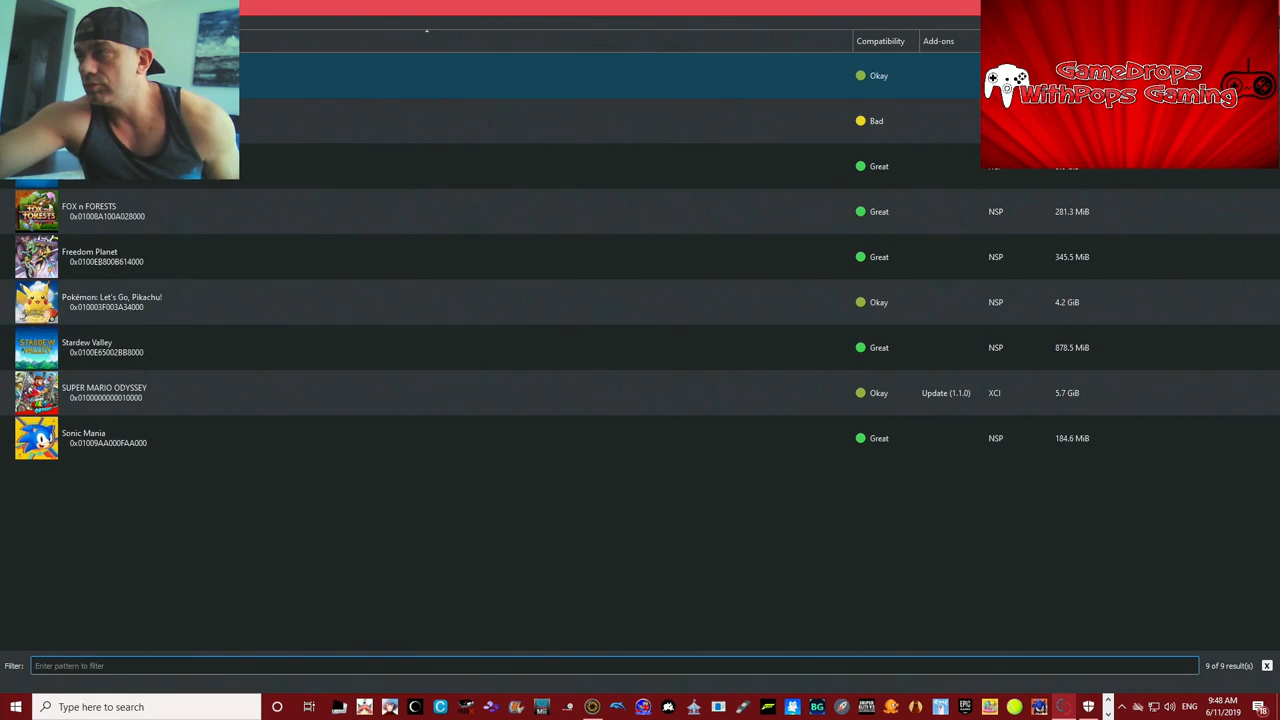 Compatibility Add-ons
Okay
Bad
Great
GameDrops
WithPops Gaming
FOX n FORESTS
0x01008A100A028000
Great NSP 281.3 MiB
Freedom Planet
0x0100EB800B614000
Great NSP 345.5 MiB
Pokémon: Let's Go, Pikachu!
0x010003F003A34000
Okay NSP 4.2 GiB
Stardew Valley
0x0100E65002BB8000
Great NSP 878.5 MiB
SUPER MARIO ODYSSEY
0x0100000000010000
Okay Update (1.1.0) XCI 5.7 GiB
Sonic Mania
0x01009AA000FAA000
Great NSP 184.6 MiB
Filter: Enter pattern to filter 9 of 9 result(s) X
Type here to search
ENG
9:48 AM
6/11/2019
18